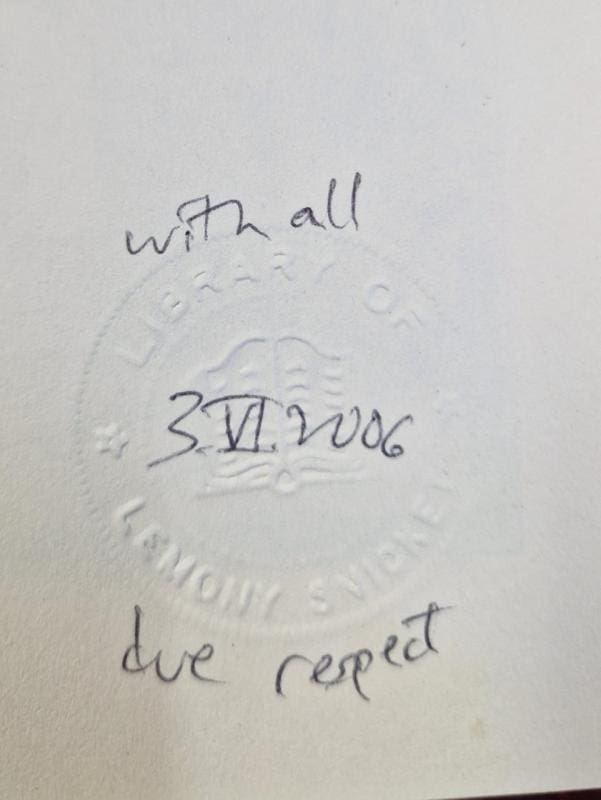 with all
LIBRARY OF
3.VI.2006
LEMONY SNICKET
due respect